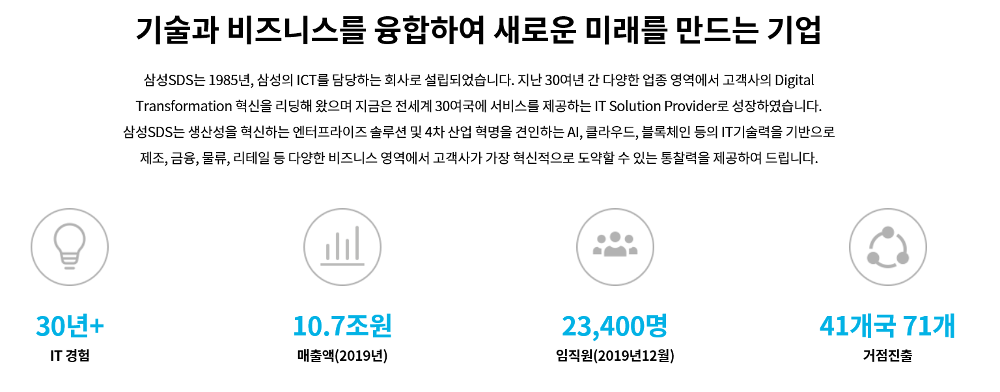 기술과 비즈니스를 융합하여 새로운 미래를 만드는 기업
삼성SDS는 1985년, 삼성의 ICT를 담당하는 회사로 설립되었습니다. 지난 30여년 간 다양한 업종 영역에서 고객사의 Digital
Transformation 혁신을 리딩해 왔으며 지금은 전세계 30여국에 서비스를 제공하는 IT Solution Provider로 성장하였습니다.
삼성SDS는 생산성을 혁신하는 엔터프라이즈 솔루션 및 4차 산업 혁명을 견인하는 AI, 클라우드, 블록체인 등의 IT기술력을 기반으로
제조, 금융, 물류, 리테일 등 다양한 비즈니스 영역에서 고객사가 가장 혁신적으로 도약할 수 있는 통찰력을 제공하여 드립니다.
30년+
IT 경험
10.7조원
매출액(2019년)
23,400명
임직원(2019년12월)
41개국 71개
거점진출